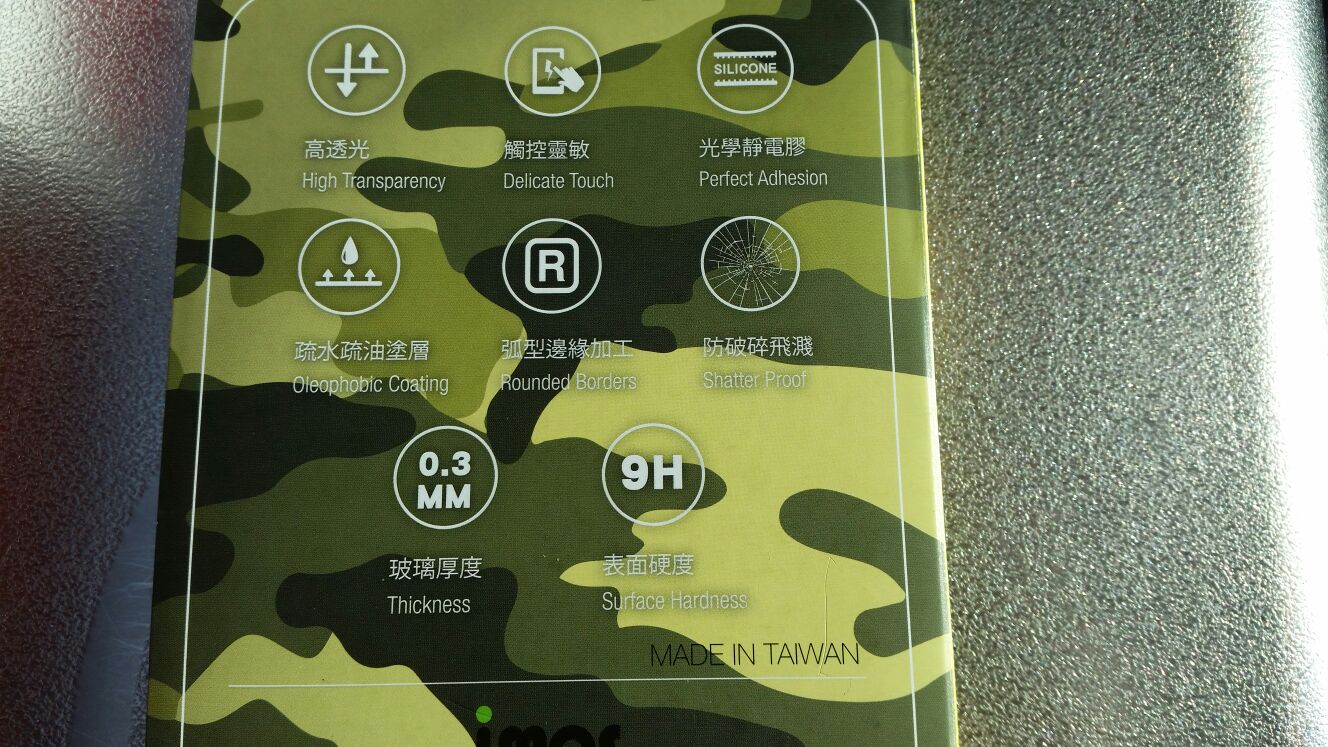 SILICONE
高透光
High Transparency
觸控靈敏
Delicate Touch
光學靜電膠
Perfect Adhesion
R
疏水疏油塗層
Oleophobic Coating
弧型邊緣加工
Rounded Borders
防破碎飛濺
Shatter Proof
0.3
MM
9H
玻璃厚度
Thickness
表面硬度
Surface Hardness
MADE IN TAIWAN
imos